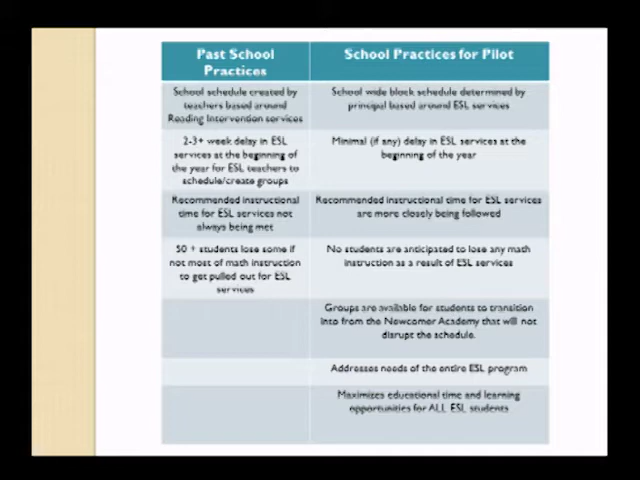 Past School
Practices
School Practices for Pilot
School schedule created by
teachers based around
Reading Intervention services
School wide block schedule determined by
principal based around ESL services
2-3+ week delay in ESL
services at the beginning of
the year for ESL teachers to
schedule/create groups
Minimal (if any) delay in ESL services at the
beginning of the year
Recommended instructional
time for ESL services not
always being met
Recommended instructional time for ESL services
are more closely being followed
50 + students lose some if
not most of math instruction
to get pulled out for ESL
services
No students are anticipated to lose any math
instruction as a result of ESL services
Groups are available for students to transition
into from the Newcomer Academy that will not
disrupt the schedule.
Addresses needs of the entire ESL program
Maximizes educational time and learning
opportunities for ALL ESL students